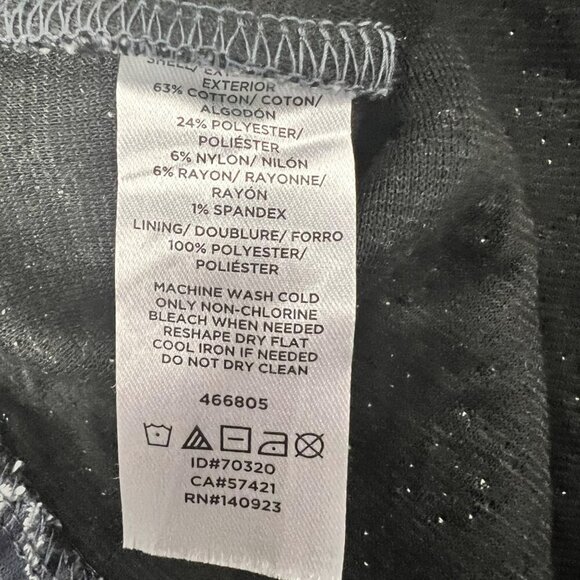 SHELL/ EXT
EXTERIOR
63% COTTON/ COTON/
ALGODÓN
24% POLYESTER/
POLIÉSTER
6% NYLON/ NILÓN
6% RAYON/ RAYONNE/
RAYÓN
1% SPANDEX
LINING/ DOUBLURE/ FORRO
100% POLYESTER/
POLIÉSTER
MACHINE WASH COLD
ONLY NON-CHLORINE
BLEACH WHEN NEEDED
RESHAPE DRY FLAT
COOL IRON IF NEEDED
DO NOT DRY CLEAN
466805
ID#70320
CA#57421
RN#140923